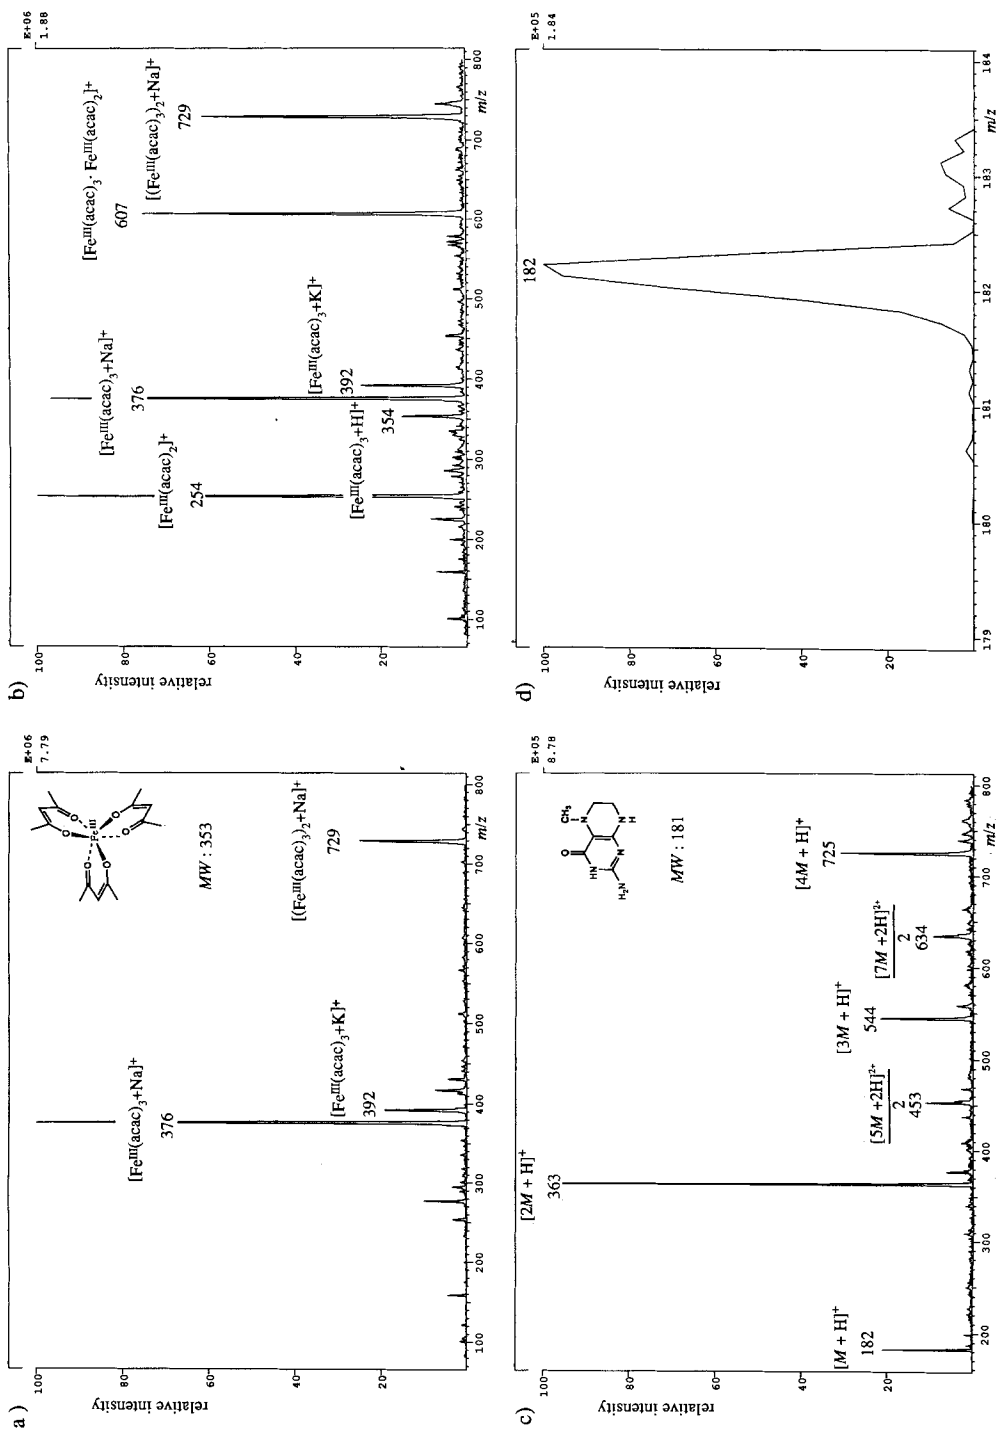 a )
E+06
7.79
100
80
60
40
20
relative intensity
100
200
300
400
500
600
700
800
m/z
[Fe^III(acac)₃+Na]⁺
376
[Fe^III(acac)₃+K]⁺
392
[(Fe^III(acac)₃)₂+Na]⁺
729
Fe^III
O
O
O
O
O
O
MW : 353
b)
E+06
1.88
100
80
60
40
20
relative intensity
100
200
300
400
500
600
700
800
m/z
[Fe^III(acac)₂]⁺
254
[Fe^III(acac)₃+H]⁺
354
[Fe^III(acac)₃+Na]⁺
376
[Fe^III(acac)₃+K]⁺
392
[Fe^III(acac)₃· Fe^III(acac)₂]⁺
607
[(Fe^III(acac)₃)₂+Na]⁺
729
c)
E+05
8.78
100
80
60
40
20
relative intensity
200
300
400
500
600
700
800
m/z
[M + H]⁺
182
[2M + H]⁺
363
[5M +2H]²⁺
2
453
[3M + H]⁺
544
[7M +2H]²⁺
2
634
[4M + H]⁺
725
O
CH₃
N
HN
H₂N
N
N
H
MW : 181
d)
E+05
1.84
100
80
60
40
20
relative intensity
179
180
181
182
183
184
m/z
182